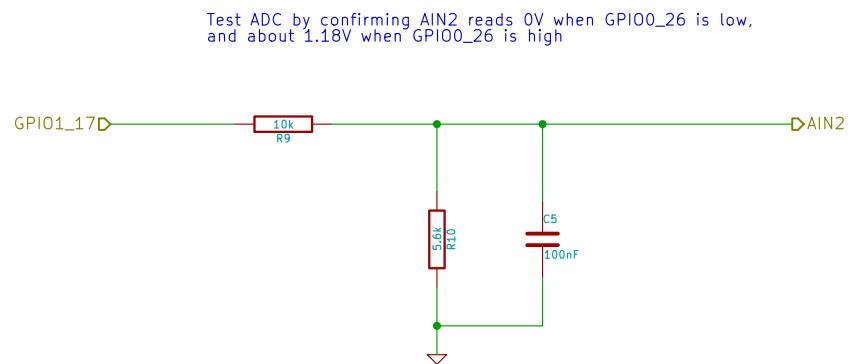 Test ADC by confirming AIN2 reads 0V when GPIO0_26 is low,
and about 1.18V when GPIO0_26 is high
GPIO1_17
10k
R9
AIN2
5.6k
R10
C5
100nF